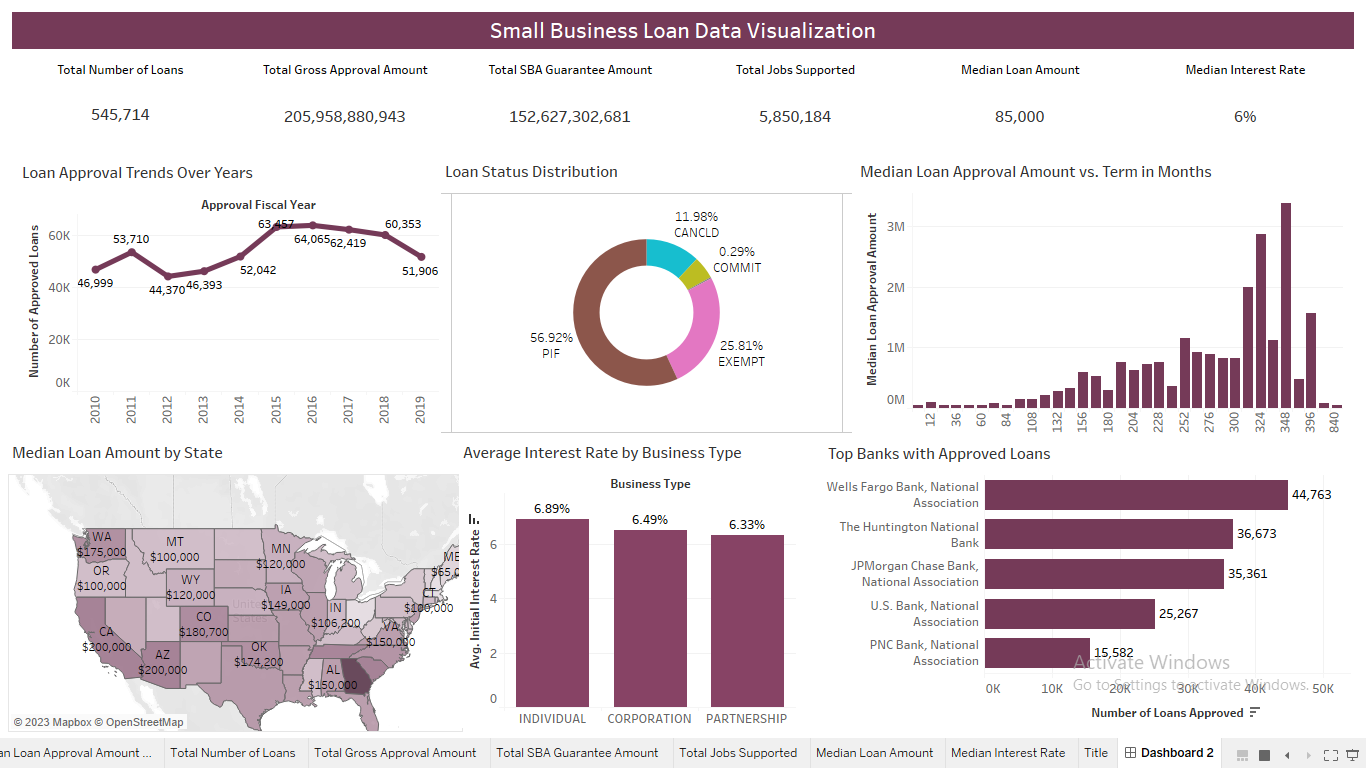 Small Business Loan Data Visualization
Total Number of Loans
Total Gross Approval Amount
Total SBA Guarantee Amount
Total Jobs Supported
Median Loan Amount
Median Interest Rate
545,714
205,958,880,943
152,627,302,681
5,850,184
85,000
6%
Loan Approval Trends Over Years
Approval Fiscal Year
Number of Approved Loans
60K
40K
20K
0K
46,999
53,710
44,370
46,393
52,042
63,457
64,065
62,419
60,353
51,906
2010
2011
2012
2013
2014
2015
2016
2017
2018
2019
Loan Status Distribution
11.98%
CANCLD
0.29%
COMMIT
25.81%
EXEMPT
56.92%
PIF
Median Loan Approval Amount vs. Term in Months
Median Loan Approval Amount
3M
2M
1M
0M
12
36
60
84
108
132
156
180
204
228
252
276
300
324
348
396
840
Median Loan Amount by State
WA
$175,000
MT
$100,000
MN
$120,000
ME
$65,0
OR
$100,000
WY
$120,000
IA
$149,000
IN
$106,200
CT
$100,000
CO
$180,700
VA
$150,000
CA
$200,000
AZ
$200,000
OK
$174,200
AL
$150,000
United
States
© 2023 Mapbox © OpenStreetMap
Average Interest Rate by Business Type
Business Type
Avg. Initial Interest Rate
6
4
2
0
6.89%
6.49%
6.33%
INDIVIDUAL
CORPORATION
PARTNERSHIP
Top Banks with Approved Loans
Wells Fargo Bank, National
Association
44,763
The Huntington National
Bank
36,673
JPMorgan Chase Bank,
National Association
35,361
U.S. Bank, National
Association
25,267
PNC Bank, National
Association
15,582
0K
10K
20K
30K
40K
50K
Number of Loans Approved
Activate Windows
Go to Settings to activate Windows.
an Loan Approval Amount ...
Total Number of Loans
Total Gross Approval Amount
Total SBA Guarantee Amount
Total Jobs Supported
Median Loan Amount
Median Interest Rate
Title
Dashboard 2